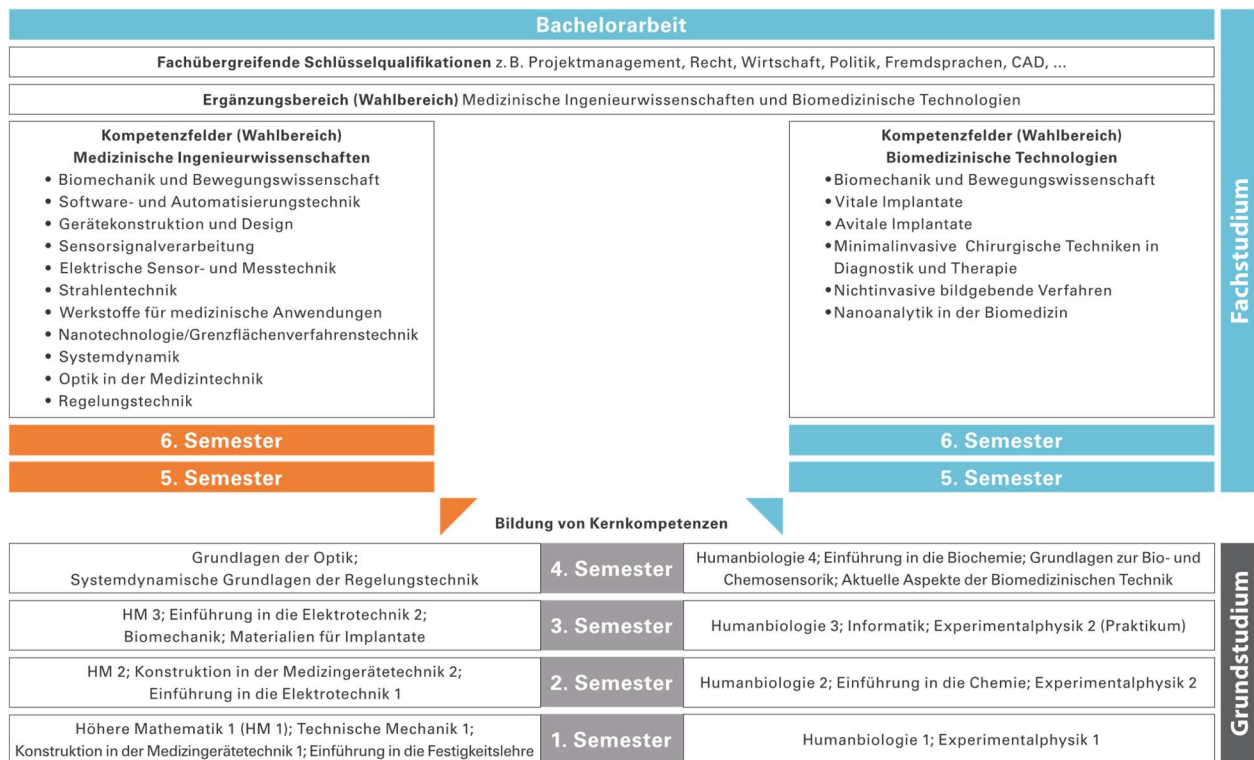 Bachelorarbeit
Fachübergreifende Schlüsselqualifikationen z. B. Projektmanagement, Recht, Wirtschaft, Politik, Fremdsprachen, CAD, ...
Ergänzungsbereich (Wahlbereich) Medizinische Ingenieurwissenschaften und Biomedizinische Technologien
Kompetenzfelder (Wahlbereich)
Medizinische Ingenieurwissenschaften
• Biomechanik und Bewegungswissenschaft
• Software- und Automatisierungstechnik
• Gerätekonstruktion und Design
• Sensorsignalverarbeitung
• Elektrische Sensor- und Messtechnik
• Strahlentechnik
• Werkstoffe für medizinische Anwendungen
• Nanotechnologie/Grenzflächenverfahrenstechnik
• Systemdynamik
• Optik in der Medizintechnik
• Regelungstechnik
6. Semester
5. Semester
Kompetenzfelder (Wahlbereich)
Biomedizinische Technologien
• Biomechanik und Bewegungswissenschaft
• Vitale Implantate
• Avitale Implantate
• Minimalinvasive Chirurgische Techniken in
Diagnostik und Therapie
• Nichtinvasive bildgebende Verfahren
• Nanoanalytik in der Biomedizin
6. Semester
5. Semester
Fachstudium
Bildung von Kernkompetenzen
Grundlagen der Optik;
Systemdynamische Grundlagen der Regelungstechnik
4. Semester
Humanbiologie 4; Einführung in die Biochemie; Grundlagen zur Bio- und
Chemosensorik; Aktuelle Aspekte der Biomedizinischen Technik
HM 3; Einführung in die Elektrotechnik 2;
Biomechanik; Materialien für Implantate
3. Semester
Humanbiologie 3; Informatik; Experimentalphysik 2 (Praktikum)
HM 2; Konstruktion in der Medizingerätetechnik 2;
Einführung in die Elektrotechnik 1
2. Semester
Humanbiologie 2; Einführung in die Chemie; Experimentalphysik 2
Höhere Mathematik 1 (HM 1); Technische Mechanik 1;
Konstruktion in der Medizingerätetechnik 1; Einführung in die Festigkeitslehre
1. Semester
Humanbiologie 1; Experimentalphysik 1
Grundstudium